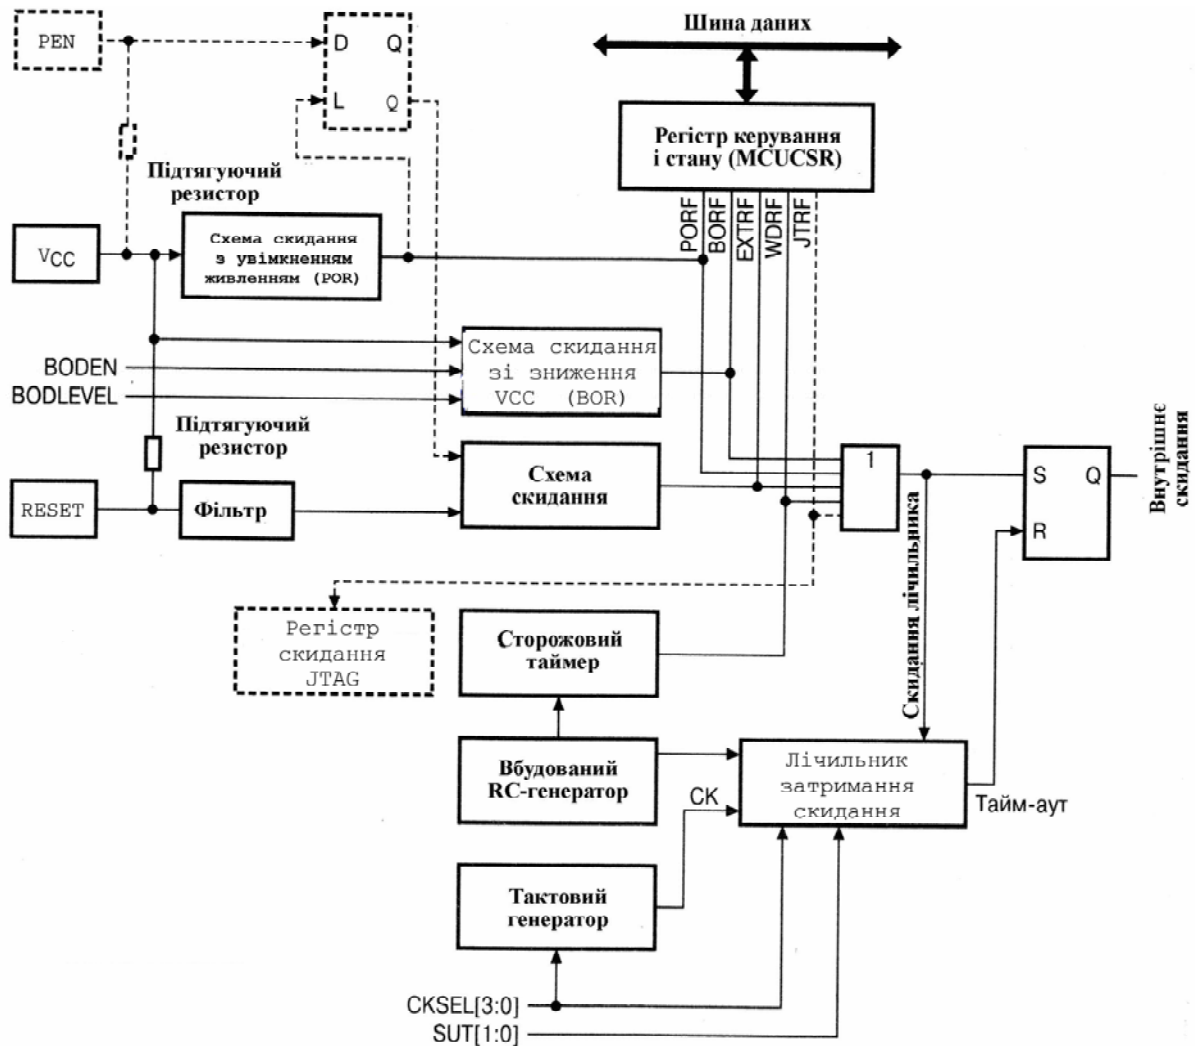 Шина даних
PEN
D Q
L Q
Регістр керування
і стану (MCUCSR)
Підтягуючий
резистор
PORF
BORF
EXTRF
WDRF
JTRF
VCC
Схема скидання
з увімкненням
живленням (POR)
BODEN
BODLEVEL
Схема скидання
зі зниження
VCC (BOR)
Підтягуючий
резистор
RESET
Фільтр
Схема
скидання
1
S Q
R
Внутрішнє
скидання
Скидання лічильника
Регістр
скидання
JTAG
Сторожовий
таймер
Вбудований
RC-генератор
CK
Лічильник
затримання
скидання
Тайм-аут
Тактовий
генератор
CKSEL[3:0]
SUT[1:0]